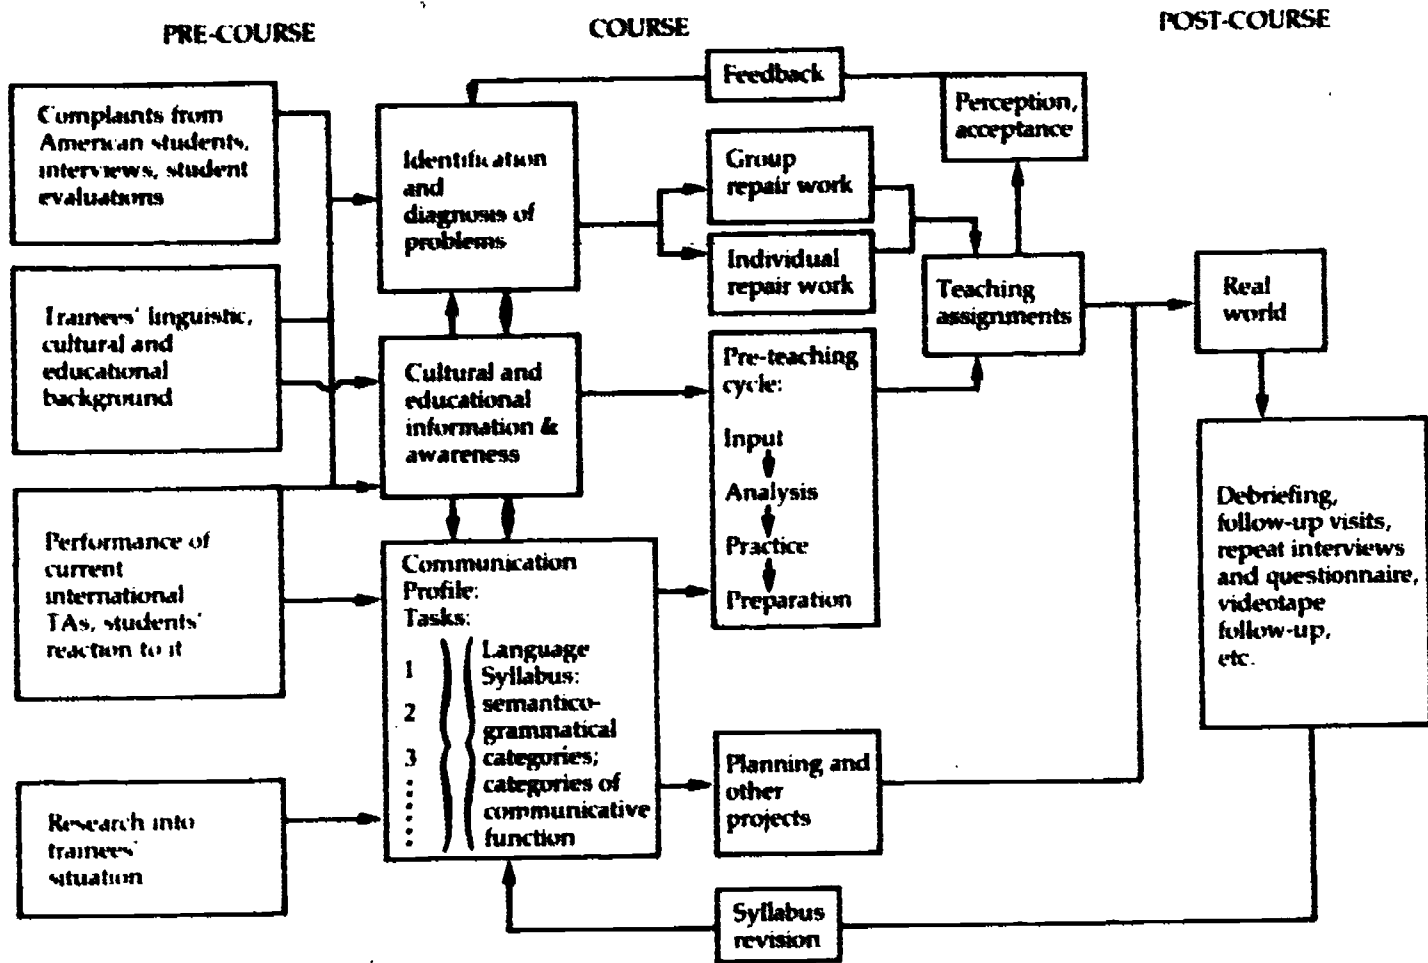 PRE-COURSE
COURSE
POST-COURSE
Complaints from
American students,
interviews, student
evaluations
Trainees' linguistic,
cultural and
educational
background
Performance of
current
international
TAs, students'
reaction to it
Research into
trainees'
situation
Identification
and
diagnosis of
problems
Cultural and
educational
information &
awareness
Communication
Profile:
Tasks:
1
2
3
Language
Syllabus:
semantico-
grammatical
categories;
categories of
communicative
function
Feedback
Group
repair work
Individual
repair work
Pre-teaching
cycle:
Input
Analysis
Practice
Preparation
Planning and
other
projects
Syllabus
revision
Perception,
acceptance
Teaching
assignments
Real
world
Debriefing,
follow-up visits,
repeat interviews
and questionnaire,
videotape
follow-up,
etc.